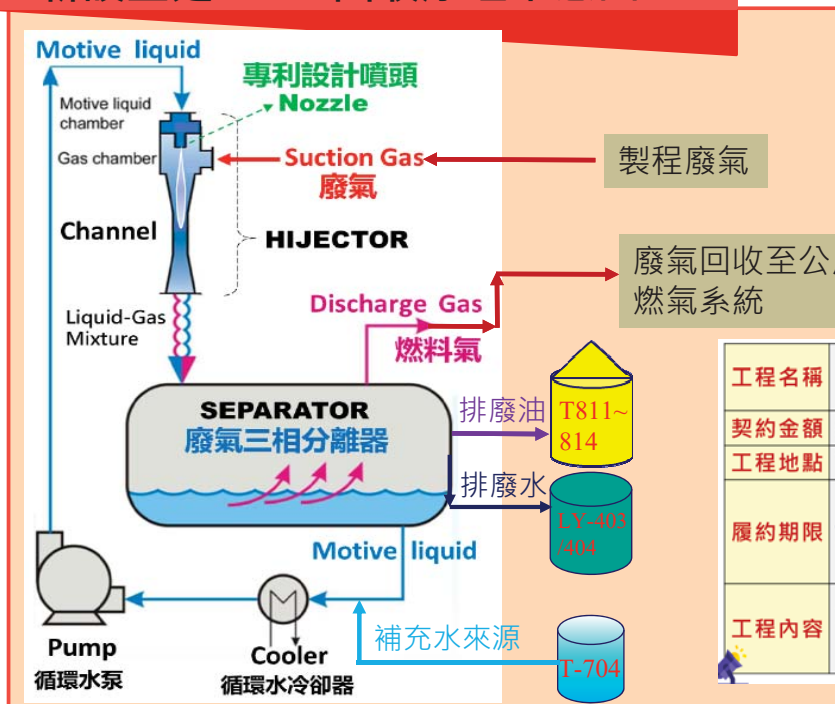 Motive liquid
專利設計噴頭
Nozzle
Motive liquid
chamber
Gas chamber
Suction Gas
廢氣
製程廢氣
Channel
HIJECTOR
廢氣回收至公
燃氣系統
Discharge Gas
燃料氣
Liquid-Gas
Mixture
SEPARATOR
廢氣三相分離器
排廢油
T811~
814
排廢水
LY-403
/404
Motive liquid
Pump
循環水泵
Cooler
循環水冷卻器
補充水來源
T-704
工程名稱
契約金額
工程地點
履約期限
工程內容